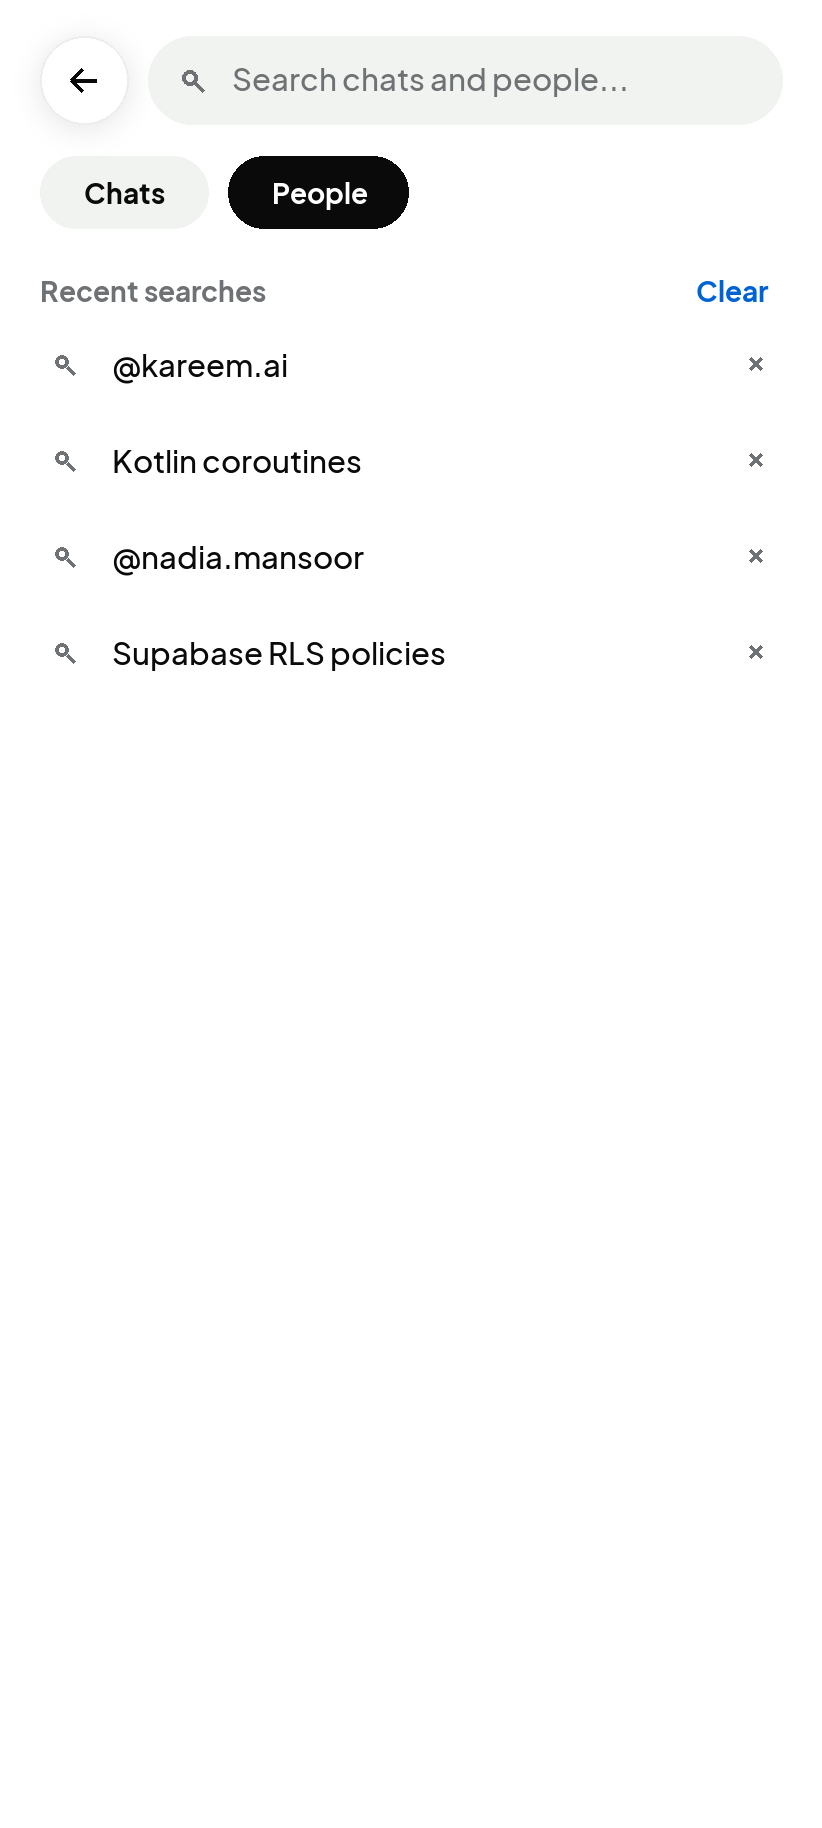 Search chats and people...
Chats People
Recent searches Clear
@kareem.ai
Kotlin coroutines
@nadia.mansoor
Supabase RLS policies